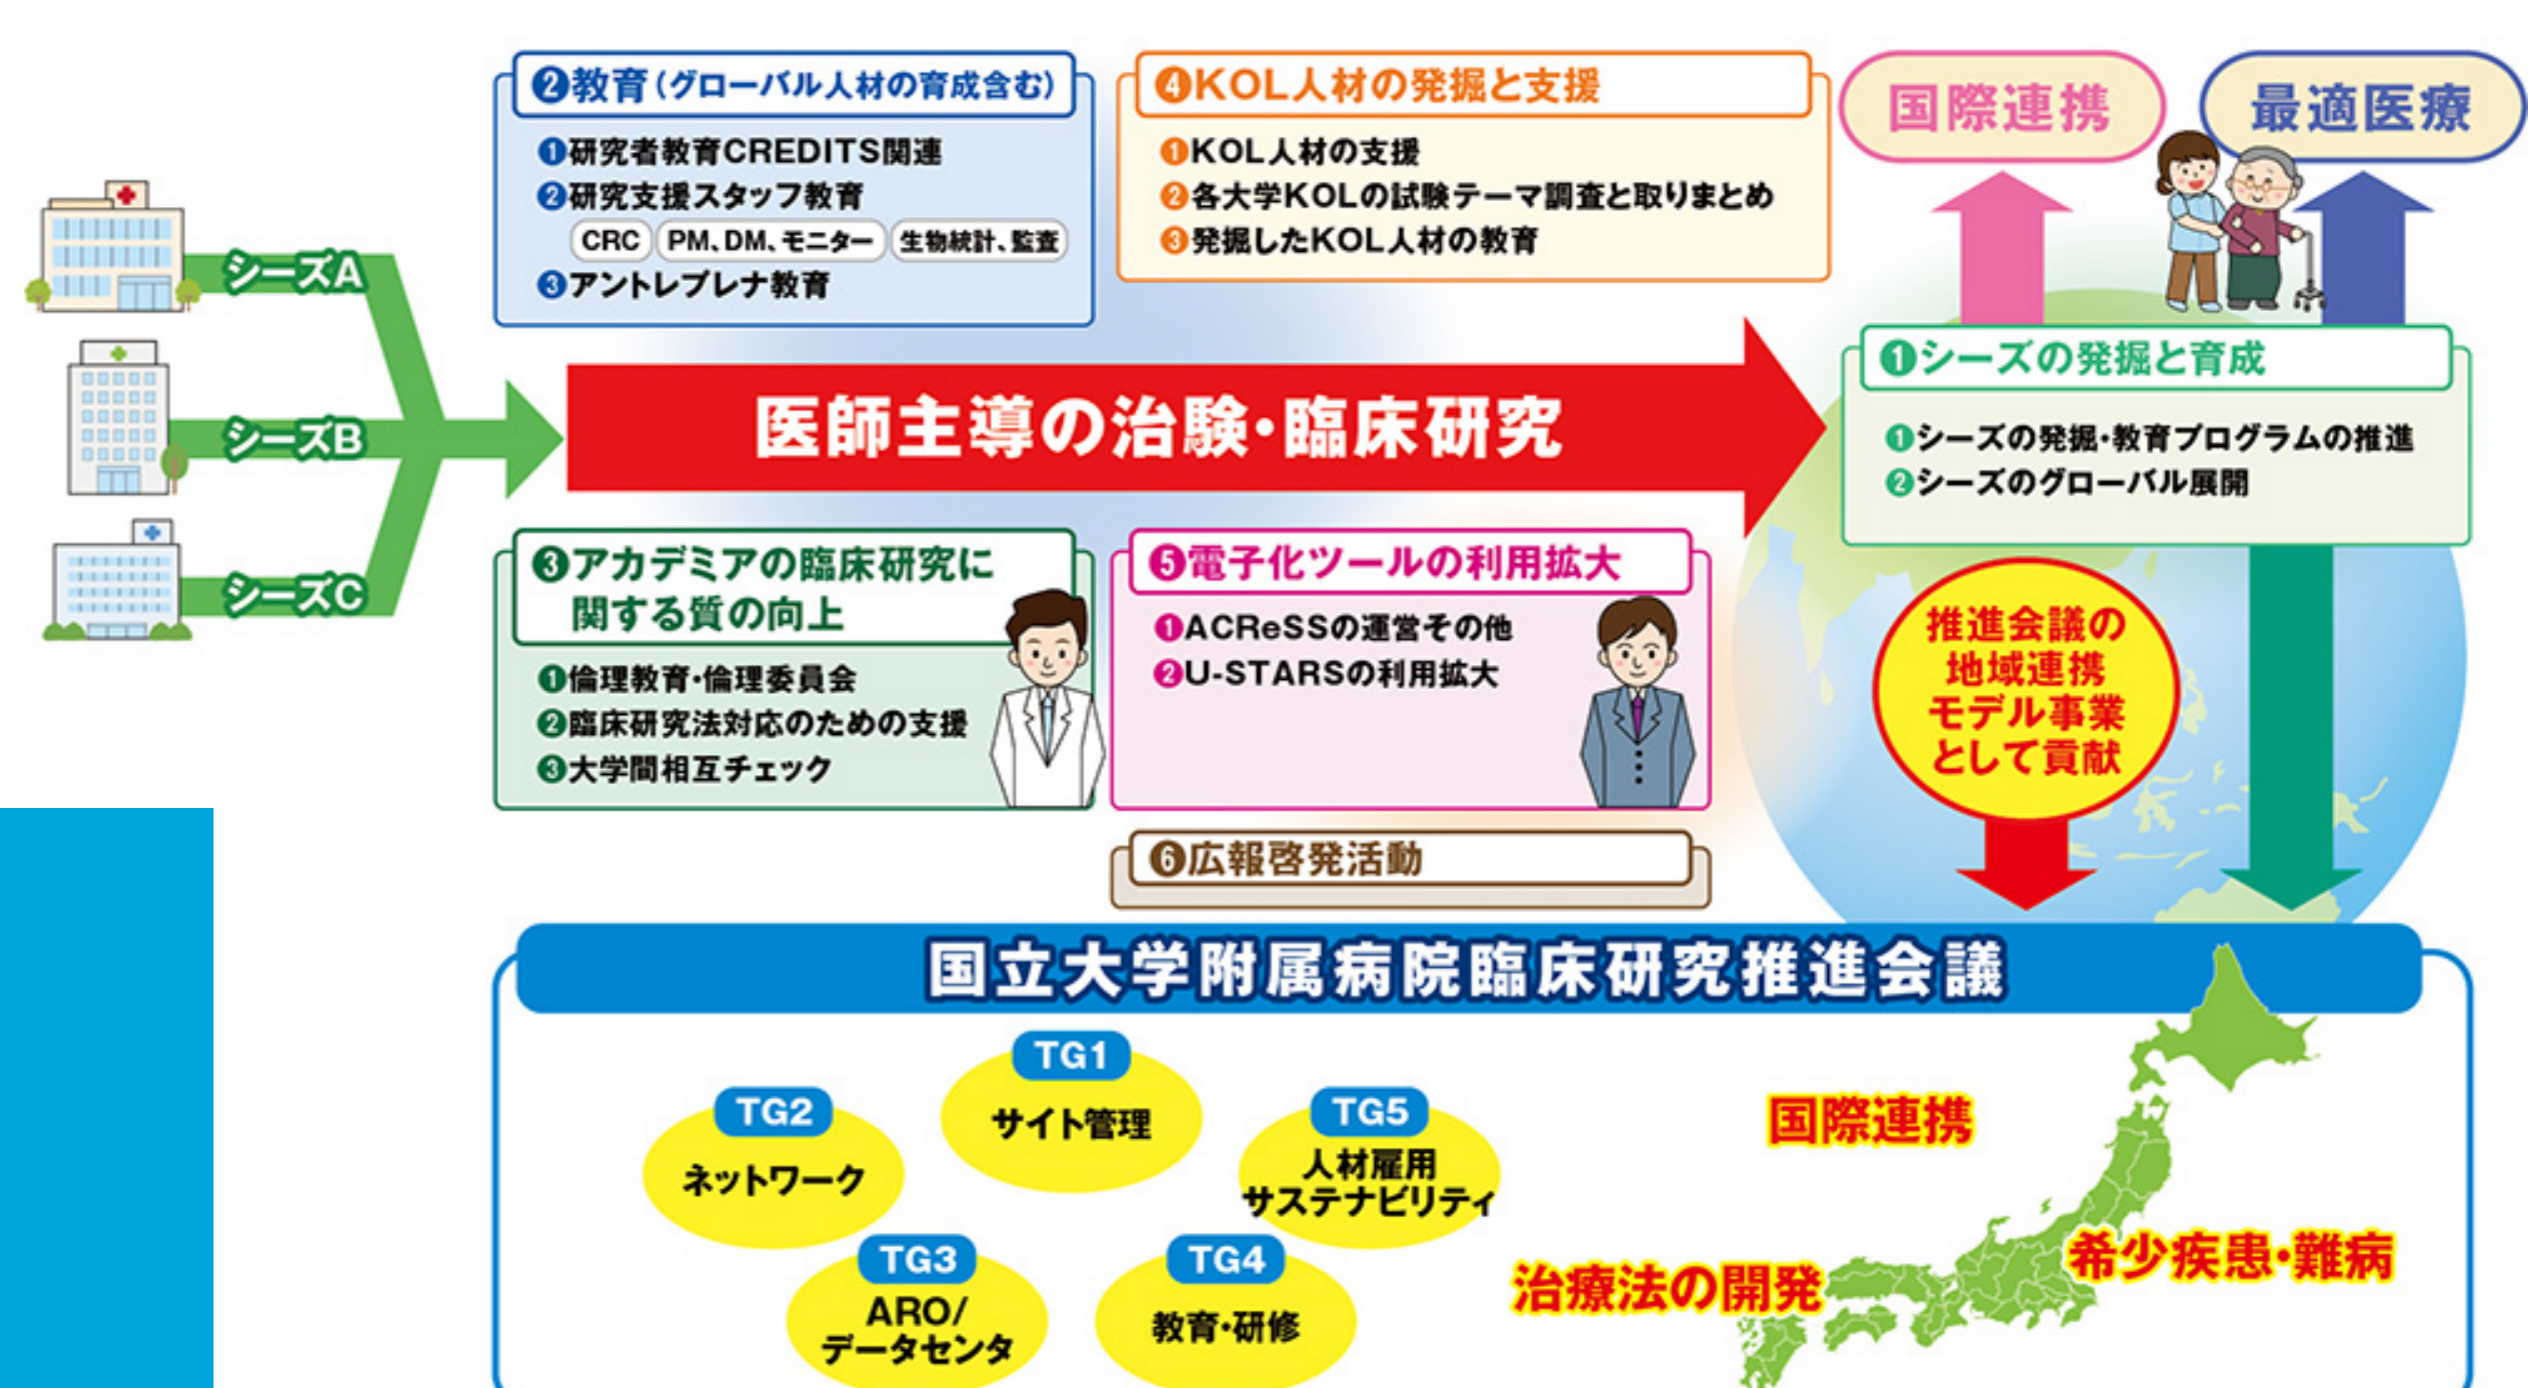 ❷教育(グローバル人材の育成含む)
❶研究者教育CREDITS関連
❷研究支援スタッフ教育
CRC
PM、DM、モニター
生物統計、監査
❸アントレプレナ教育
❹KOL人材の発掘と支援
❶KOL人材の支援
❷各大学KOLの試験テーマ調査と取りまとめ
❸発掘したKOL人材の教育
国際連携
最適医療
シーズA
シーズB
シーズC
医師主導の治験・臨床研究
❶シーズの発掘と育成
❶シーズの発掘・教育プログラムの推進
❷シーズのグローバル展開
❸アカデミアの臨床研究に
関する質の向上
❶倫理教育・倫理委員会
❷臨床研究法対応のための支援
❸大学間相互チェック
❺電子化ツールの利用拡大
❶ACReSSの運営その他
❷U-STARSの利用拡大
推進会議の
地域連携
モデル事業
として貢献
❻広報啓発活動
国立大学附属病院臨床研究推進会議
TG1
サイト管理
TG2
ネットワーク
TG5
人材雇用
サステナビリティ
TG3
ARO/
データセンタ
TG4
教育・研修
国際連携
希少疾患・難病
治療法の開発